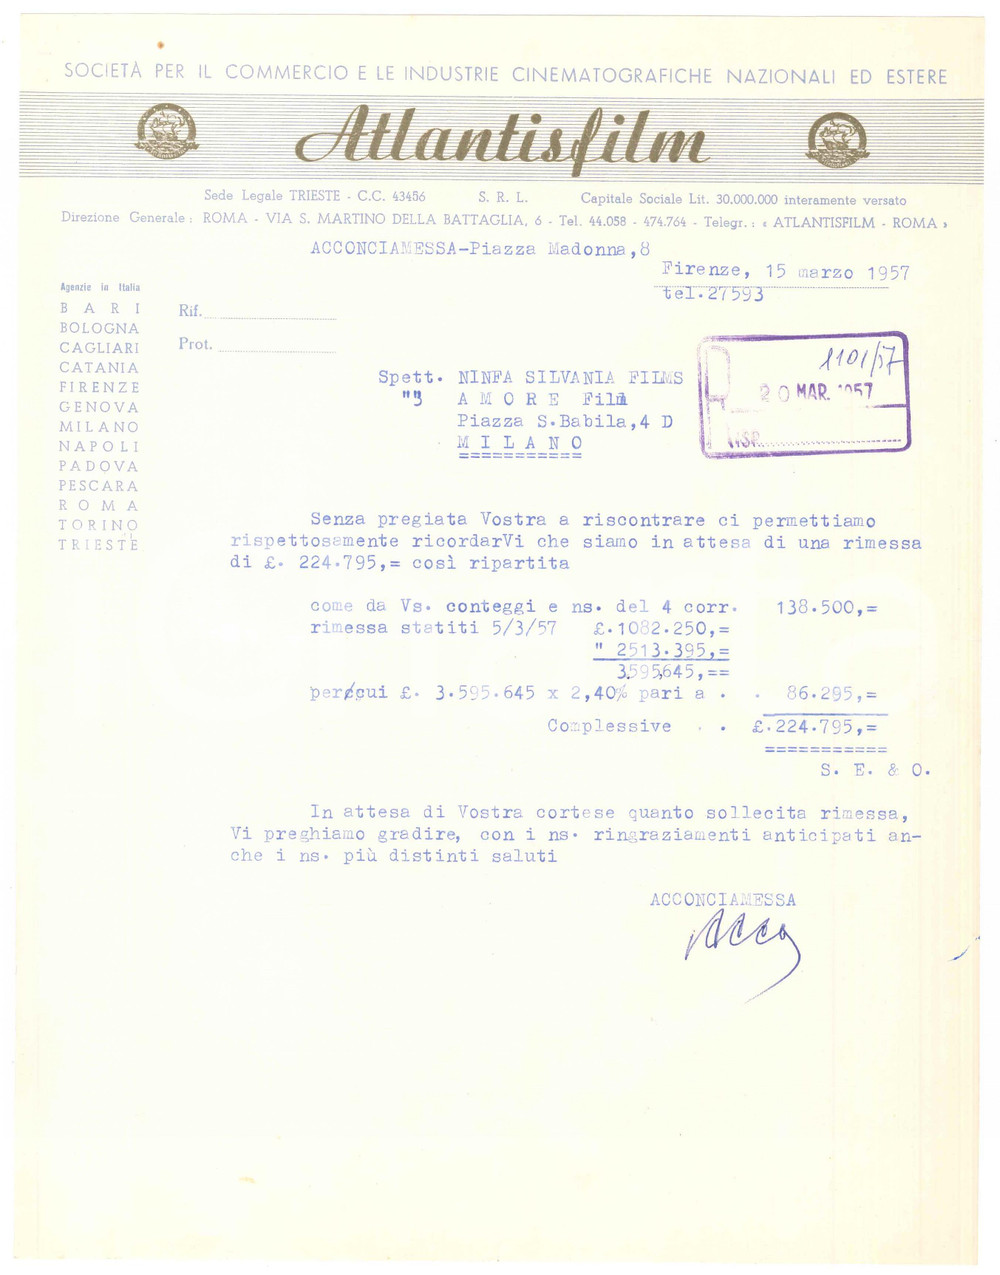 SOCIETÀ PER IL COMMERCIO E LE INDUSTRIE CINEMATOGRAFICHE NAZIONALI ED ESTERE
Atlantisfilm
Sede Legale TRIESTE - C.C. 43456 S. R. L. Capitale Sociale Lit. 30.000.000 interamente versato
Direzione Generale : ROMA - VIA S. MARTINO DELLA BATTAGLIA, 6 - Tel. 44.058 - 474.764 - Telegr. : « ATLANTISFILM - ROMA »
ACCONCIAMESSA-Piazza Madonna,8
Firenze, 15 marzo 1957
tel.27593
Agenzie in Italia
BARI
BOLOGNA
CAGLIARI
CATANIA
FIRENZE
GENOVA
MILANO
NAPOLI
PADOVA
PESCARA
ROMA
TORINO
TRIESTE
Rif.
Prot.
1101/57
20 MAR. 1957
RISP.
Spett. NINFA SILVANIA FILMS
"" A M O R E Film
Piazza S.Babila,4 D
M I L A N O
===========
Senza pregiata Vostra a riscontrare ci permettiamo
rispettosamente ricordarVi che siamo in attesa di una rimessa
di £. 224.795,= così ripartita
come da Vs. conteggi e ns. del 4 corr. 138.500,=
rimessa statiti 5/3/57 £.1082.250,=
" 2513.395,=
3.595,645,==
per cui £. 3.595.645 x 2,40% pari a . . 86.295,=
Complessive . . £.224.795,=
===========
S. E. & O.
In attesa di Vostra cortese quanto sollecita rimessa,
Vi preghiamo gradire, con i ns. ringraziamenti anticipati an-
che i ns. più distinti saluti
ACCONCIAMESSA